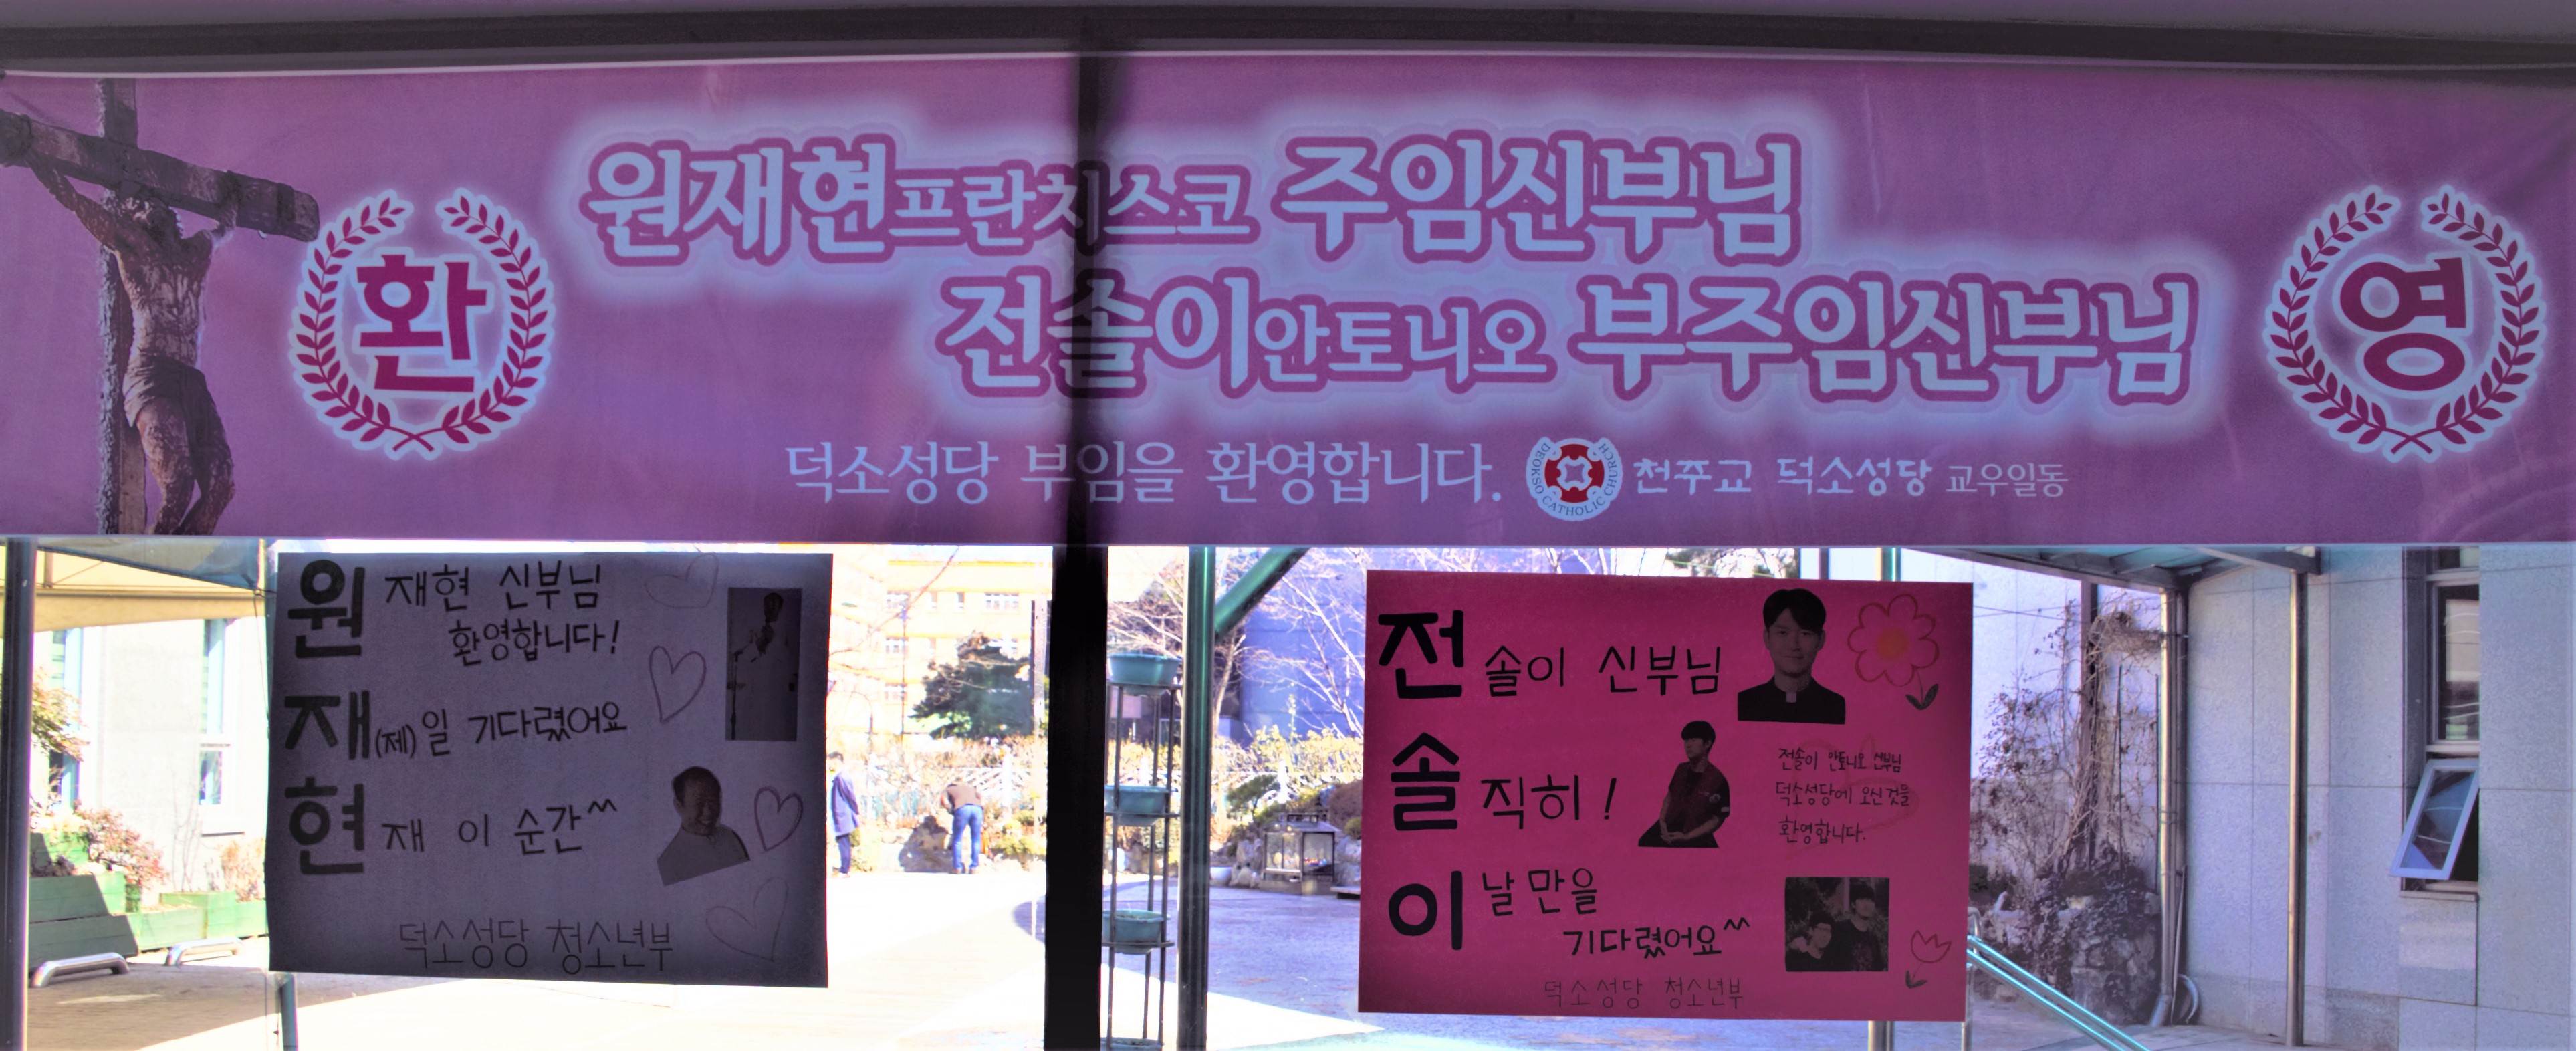 환
원재현프란치스코 주임신부님
전솔이안토니오 부주임신부님
영
덕소성당 부임을 환영합니다.
DEOKSO CATHOLIC CHURCH
천주교 덕소성당 교우일동
원재현 신부님
환영합니다!
재(제)일 기다렸어요
현재 이 순간^^
덕소성당 청소년부
전솔이 신부님
솔직히!
이날만을
기다렸어요^^
덕소성당 청소년부
전솔이 안토니오 신부님
덕소성당에 오신것을
환영합니다.